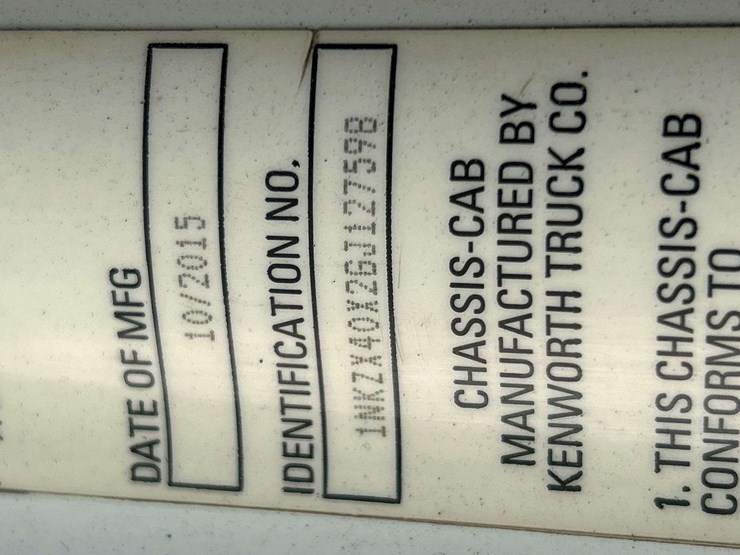 DATE OF MFG
10/2015
IDENTIFICATION NO.
1NKZX40X2GJ127598
CHASSIS-CAB
MANUFACTURED BY
KENWORTH TRUCK CO.
1. THIS CHASSIS-CAB
CONFORMS TO